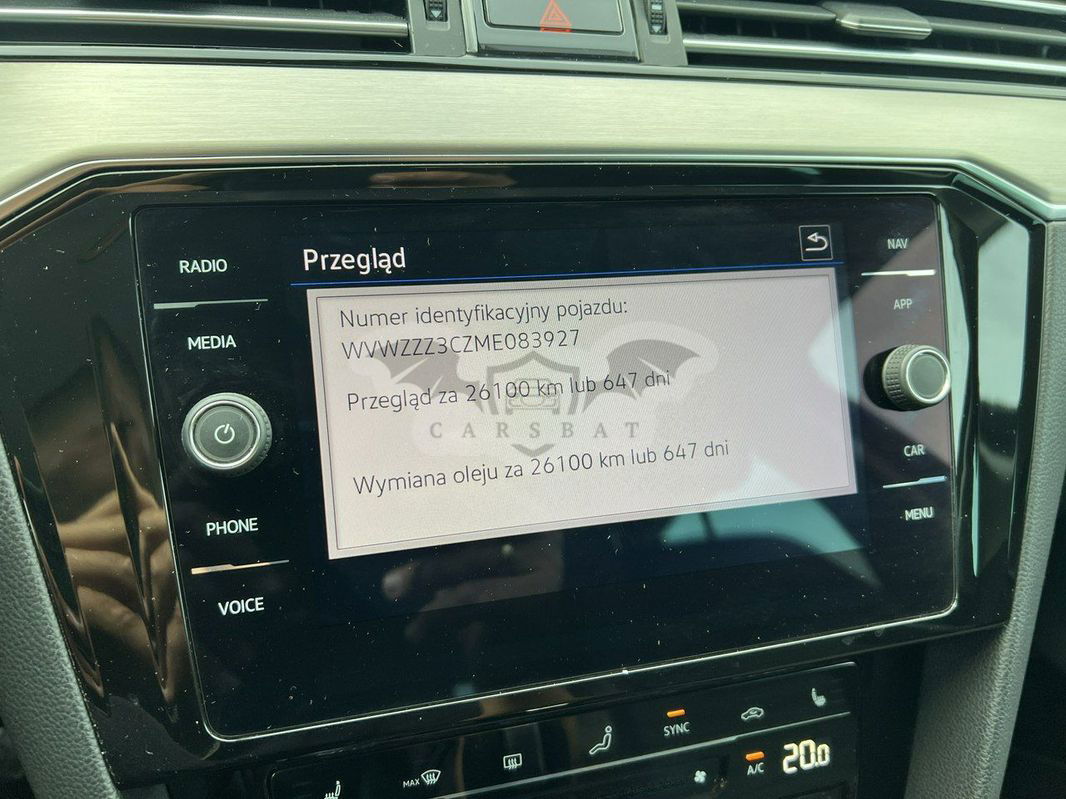 RADIO
MEDIA
PHONE
VOICE
Przegląd
Numer identyfikacyjny pojazdu:
WVWZZZ3CZME083927
Przegląd za 26100 km lub 647 dni
CARSBAT
Wymiana oleju za 26100 km lub 647 dni
NAV
APP
CAR
MENU
MAX
SYNC
A/C
20.0